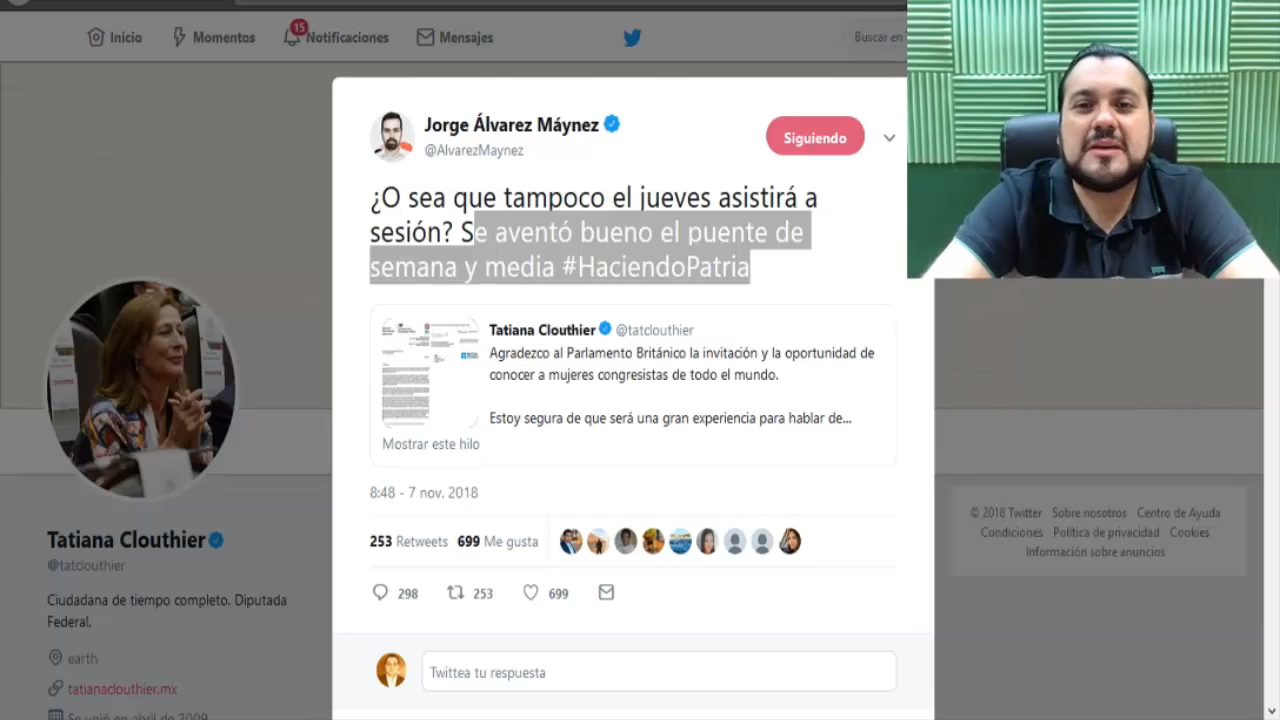 Inicio
Momentos
15
Notificaciones
Mensajes
Buscar en
Jorge Álvarez Máynez
@AlvarezMaynez
Siguiendo
¿O sea que tampoco el jueves asistirá a
sesión? Se aventó bueno el puente de
semana y media #HaciendoPatria
Tatiana Clouthier @tatclouthier
Agradezco al Parlamento Británico la invitación y la oportunidad de
conocer a mujeres congresistas de todo el mundo.
Estoy segura de que será una gran experiencia para hablar de...
Mostrar este hilo
8:48 - 7 nov. 2018
253 Retweets 699 Me gusta
298 253 699
Twittea tu respuesta
Tatiana Clouthier
@tatclouthier
Ciudadana de tiempo completo. Diputada
Federal.
earth
tatianaclouthier.mx
Se unió en abril de 2009
© 2018 Twitter Sobre nosotros Centro de Ayuda
Condiciones Política de privacidad Cookies
Información sobre anuncios